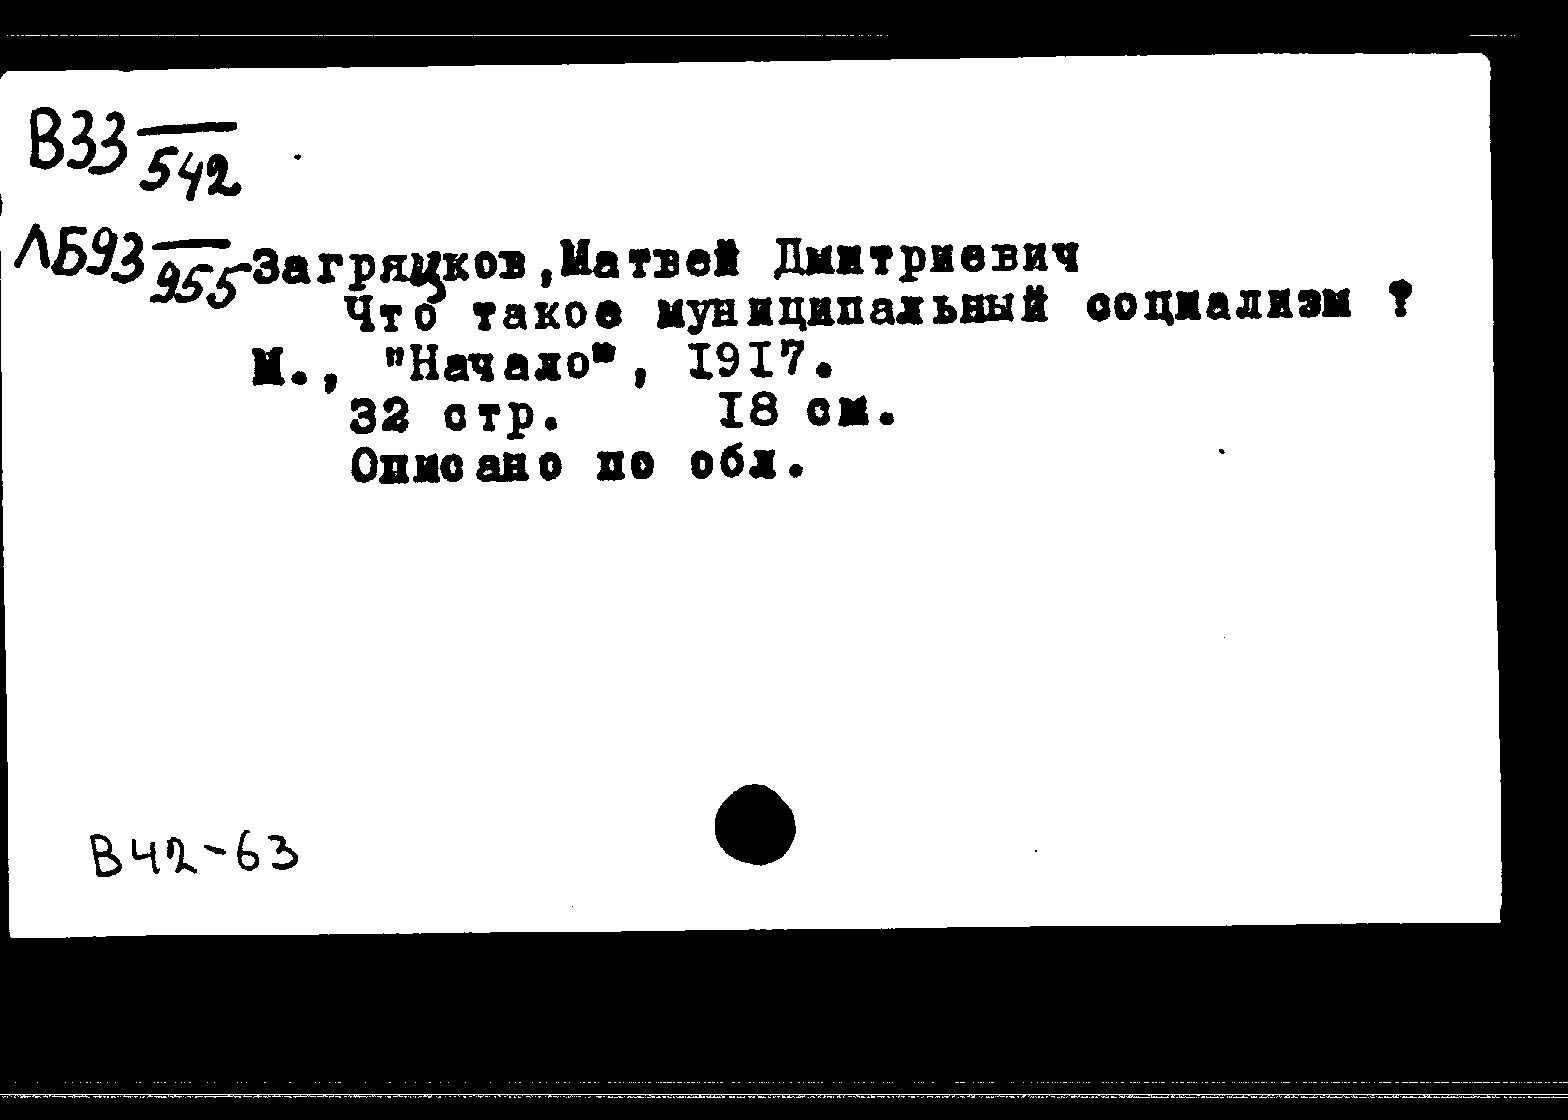 В33 542
ЛБ93 955
Загряцков, Матвей Дмитриевич
Что такое муниципальный социализм ?
М., "Начало", 1917.
32 стр. 18 см.
Описано по обл.
В42-63